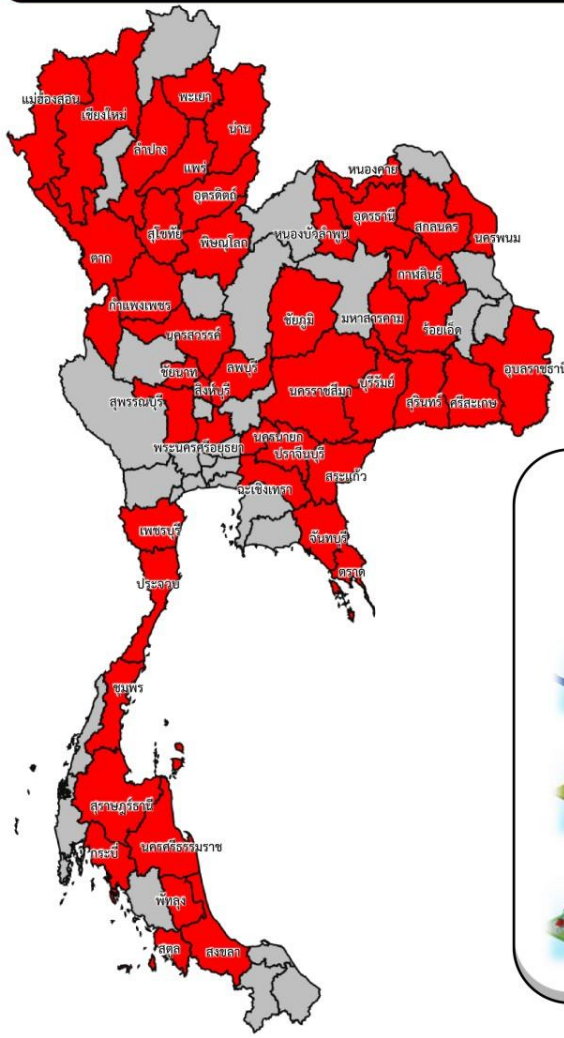 พะเยา
แม่ฮ่องสอน
เชียงใหม่
น่าน
ลำปาง
แพร่
หนองคาย
อุตรดิตถ์
อุดรธานี
สกลนคร
สุโขทัย
หนองบัวลำพูน
นครพนม
ตาก
พิษณุโลก
กาฬสินธุ์
กำแพงเพชร
ชัยภูมิ
มหาสารคาม
ร้อยเอ็ด
นครสวรรค์
ลพบุรี
ชัยนาท
อุบลราชธานี
สิงห์บุรี
นครราชสีมา
บุรีรัมย์
สุรินทร์
ศรีสะเกษ
สุพรรณบุรี
นครนายก
พระนครศรีอยุธยา
ปราจีนบุรี
สระแก้ว
ฉะเชิงเทรา
เพชรบุรี
จันทบุรี
ตราด
ประจวบ
ชุมพร
สุราษฎร์ธานี
กระบี่
นครศรีธรรมราช
พัทลุง
สตูล
สงขลา